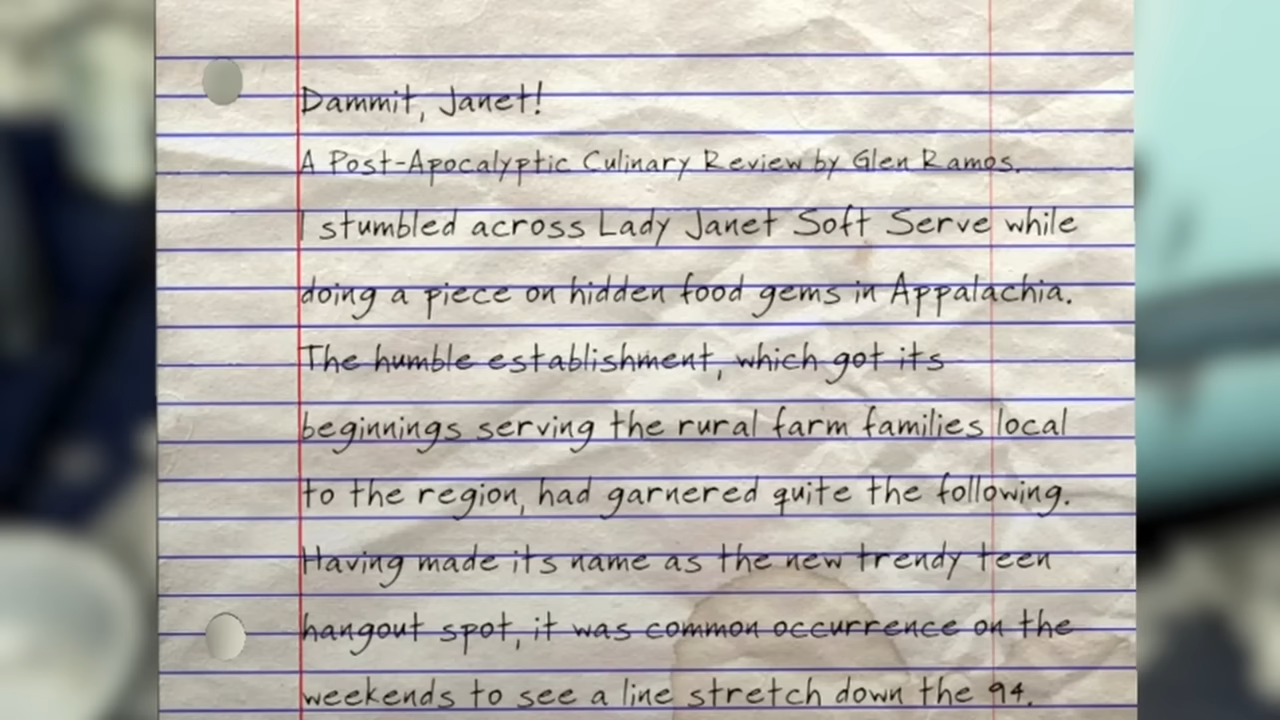 Dammit, Janet!
A Post-Apocalyptic Culinary Review by Glen Ramos.
I stumbled across Lady Janet Soft Serve while
doing a piece on hidden food gems in Appalachia.
The humble establishment, which got its
beginnings serving the rural farm families local
to the region, had garnered quite the following.
Having made its name as the new trendy teen
hangout spot, it was common occurrence on the
weekends to see a line stretch down the 94.